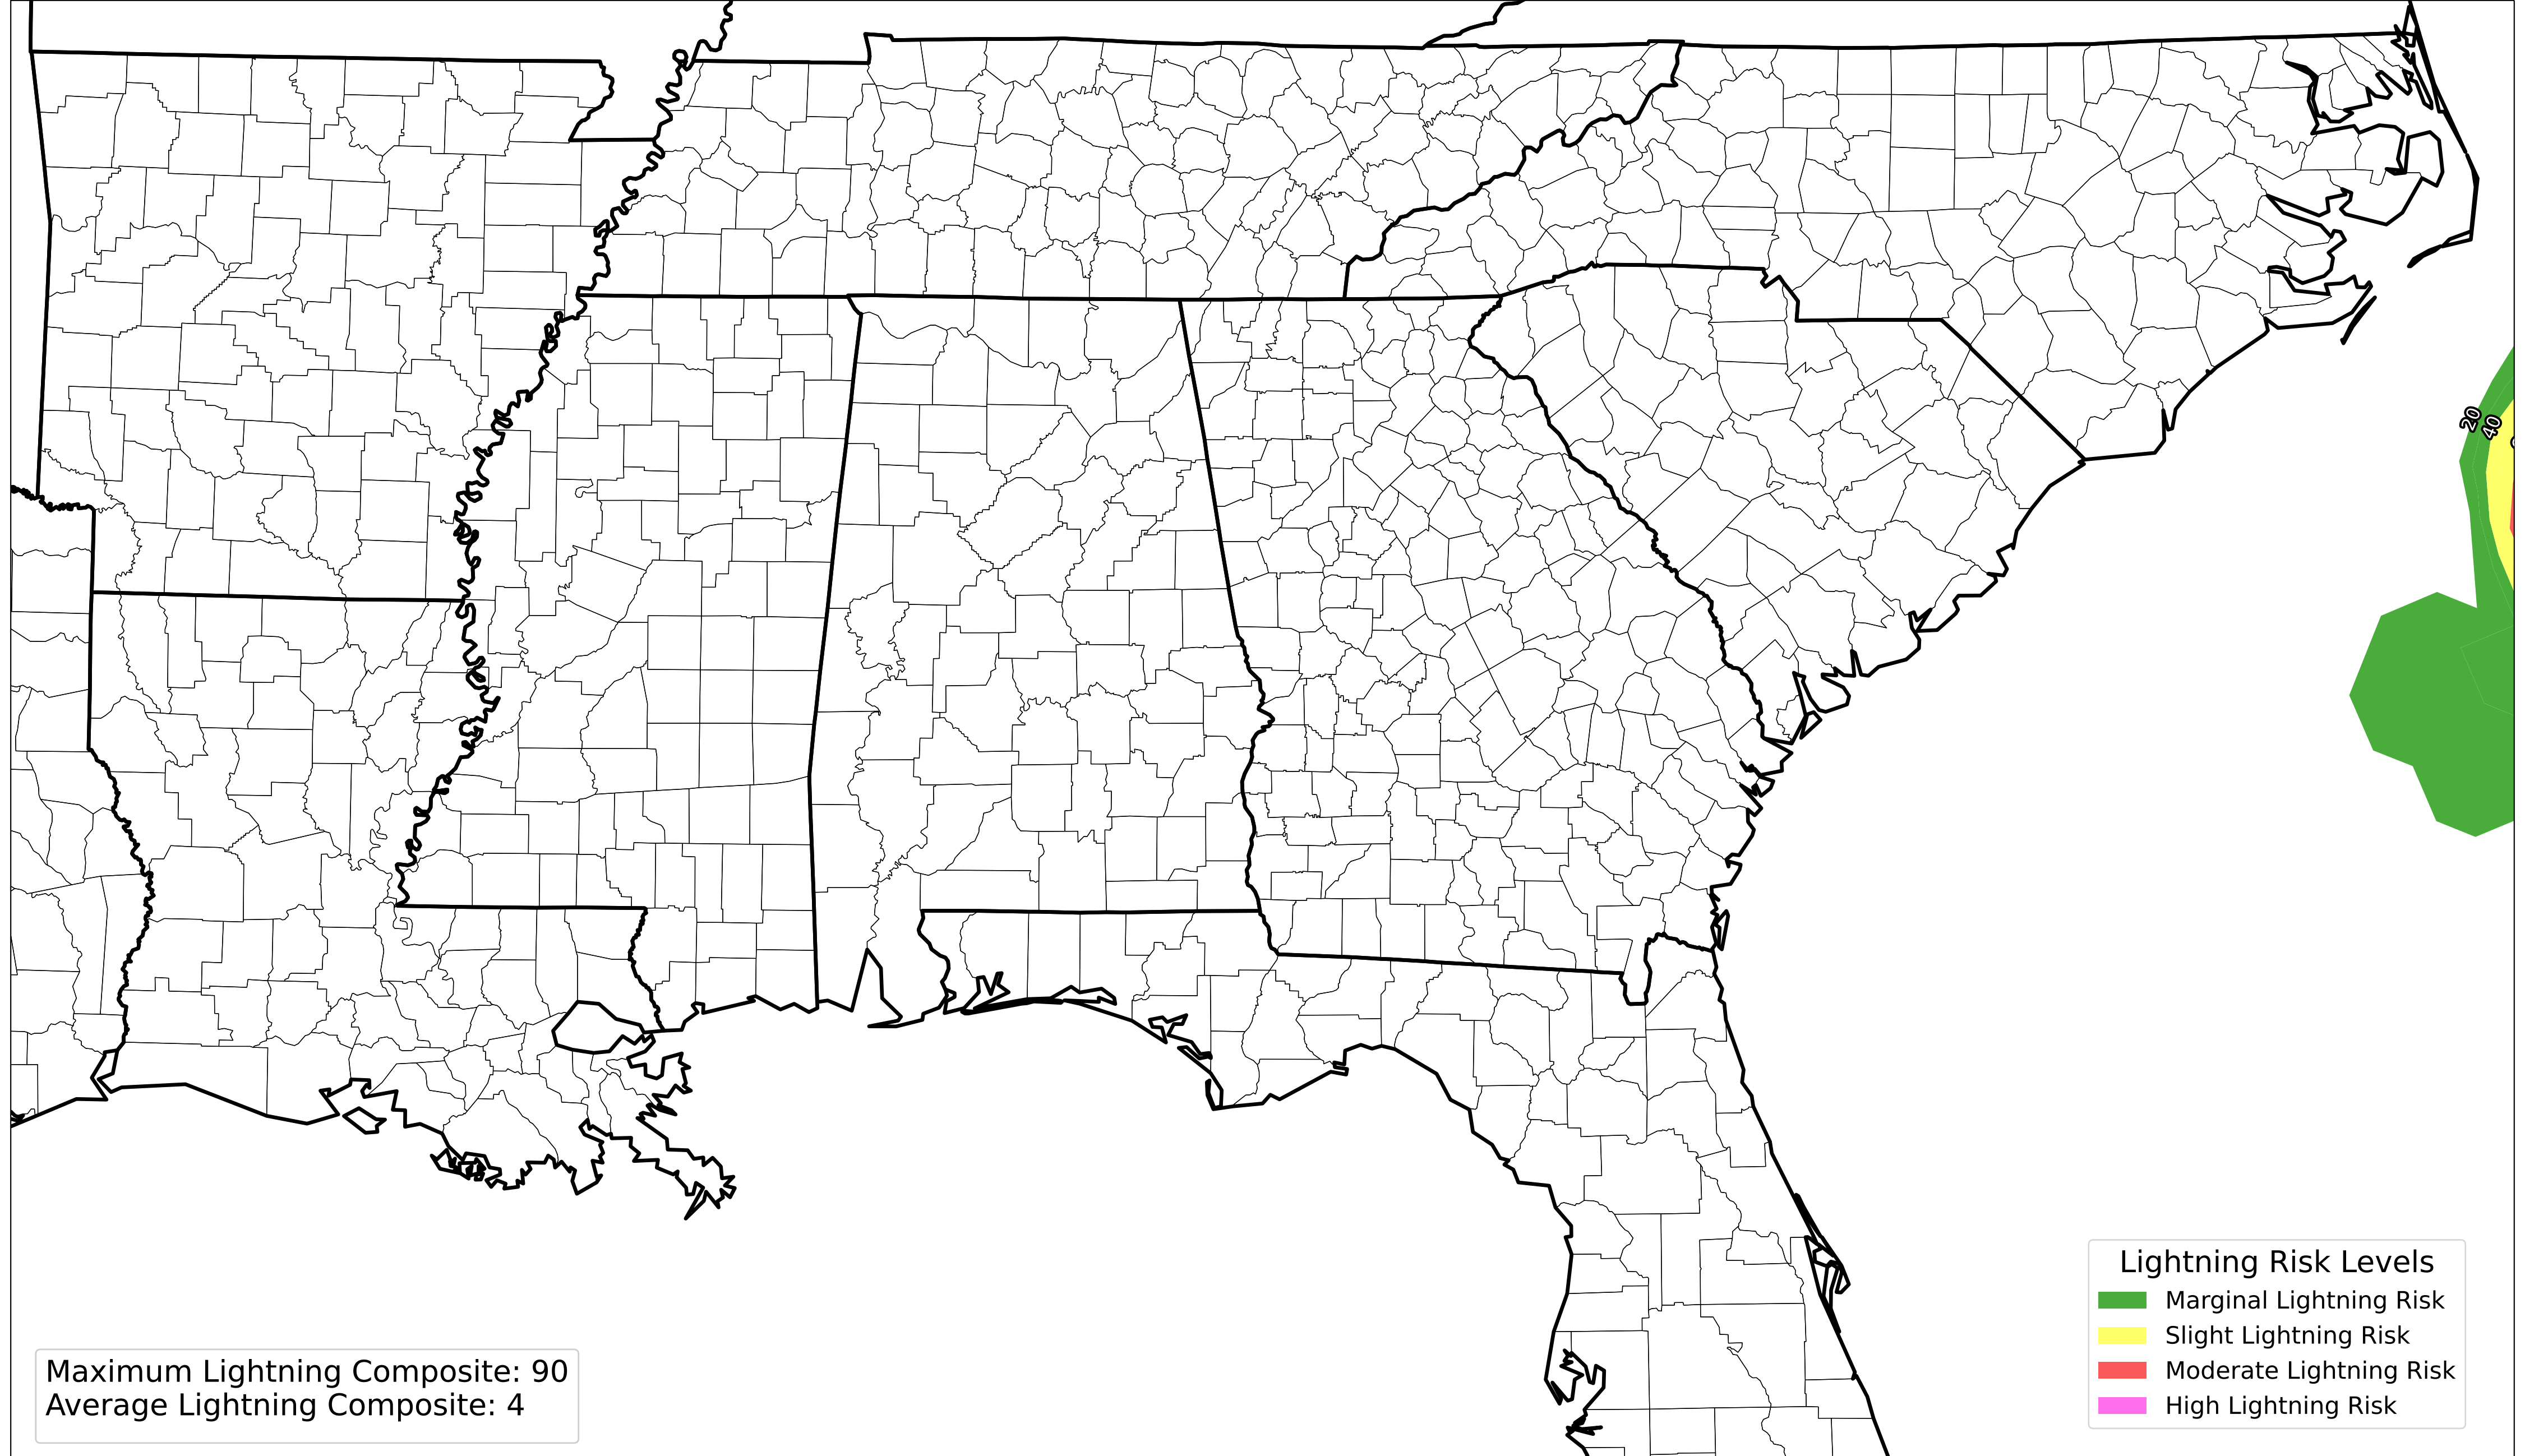 20
40
Lightning Risk Levels
Marginal Lightning Risk
Slight Lightning Risk
Moderate Lightning Risk
High Lightning Risk
Maximum Lightning Composite: 90
Average Lightning Composite: 4